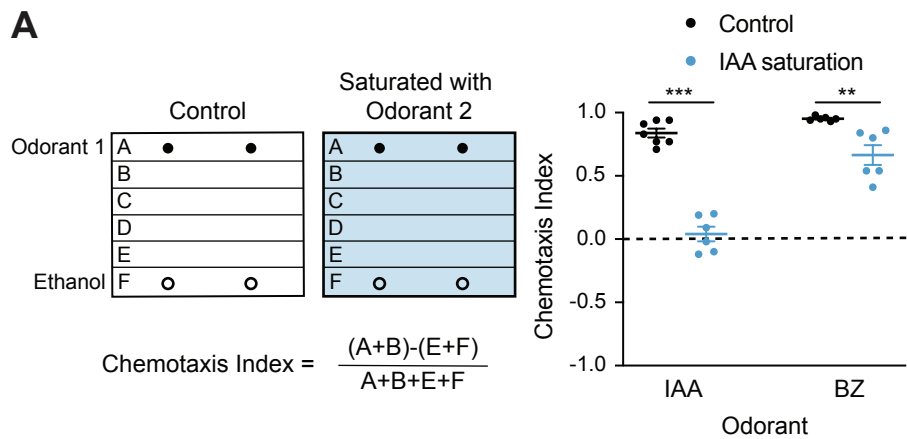 A
Control
Saturated with
Odorant 2
Odorant 1
A
B
C
D
E
F
A
B
C
D
E
F
Ethanol
Chemotaxis Index = (A+B)-(E+F)
A+B+E+F
Control
IAA saturation
***
**
Chemotaxis Index
1.0
0.5
0.0
-0.5
-1.0
IAA
BZ
Odorant